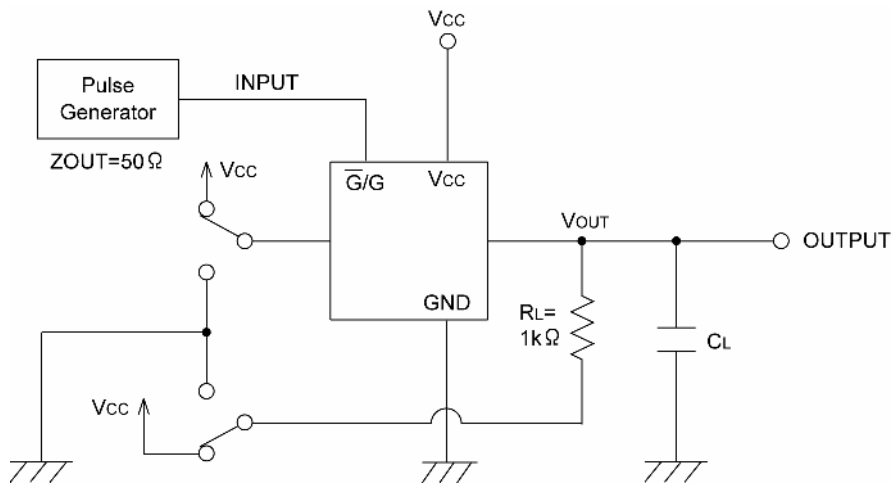 Vcc
Pulse
Generator
INPUT
ZOUT=50Ω
Vcc
G̅/G
Vcc
VOUT
OUTPUT
GND
RL=
1kΩ
CL
Vcc